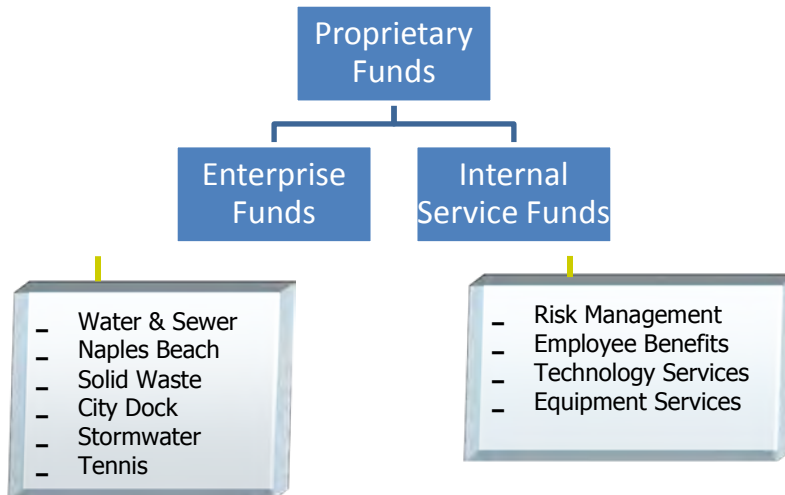 Proprietary
Funds
Enterprise
Funds
Internal
Service Funds
– Water & Sewer
– Naples Beach
– Solid Waste
– City Dock
– Stormwater
– Tennis
– Risk Management
– Employee Benefits
– Technology Services
– Equipment Services